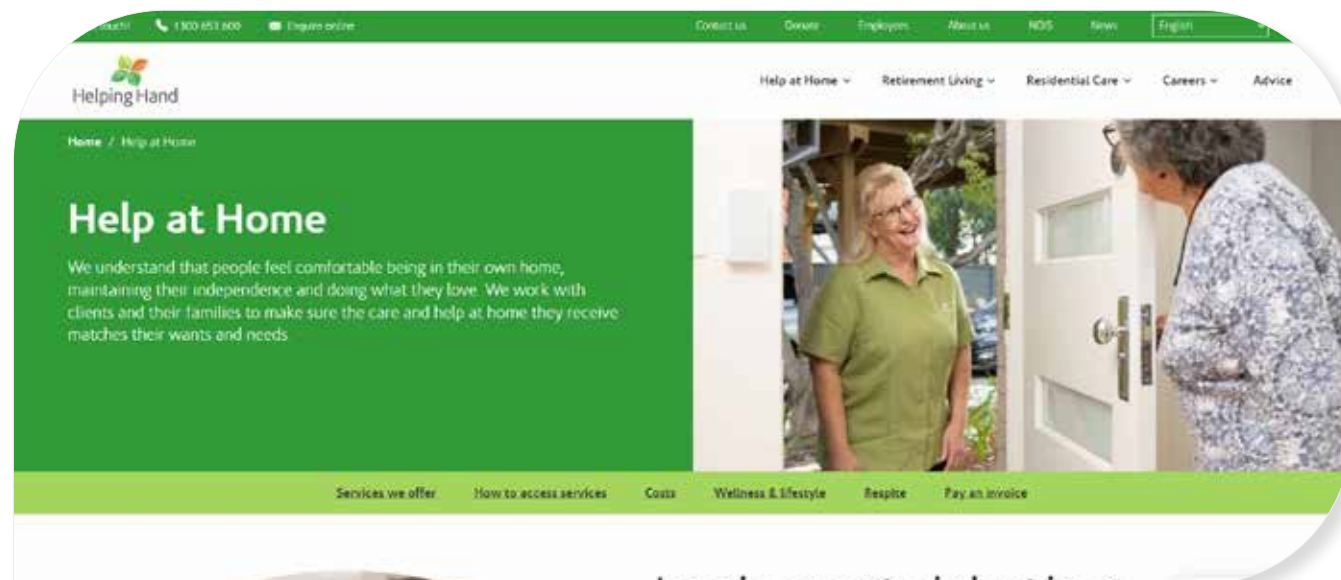 1300 653 600 Enquire online Contact us Donate Employees About us NDIS News English
Helping Hand
Help at Home Retirement Living Residential Care Careers Advice
Home / Help at Home
Help at Home
We understand that people feel comfortable being in their own home,
maintaining their independence and doing what they love. We work with
clients and their families to make sure the care and help at home they receive
matches their wants and needs
Services we offer How to access services Costs Wellness & lifestyle Respite Pay an invoice